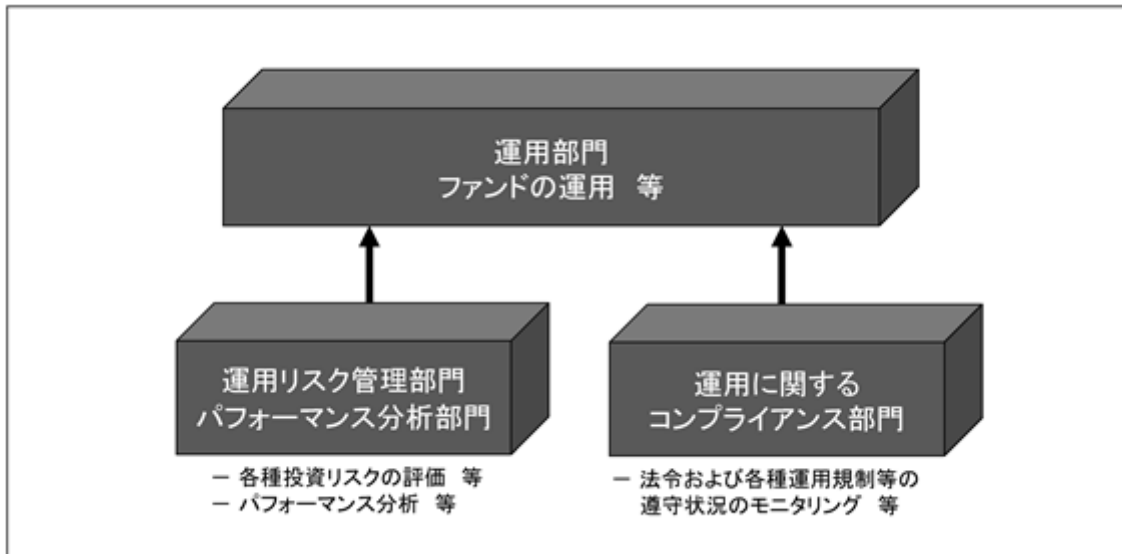 運用部門
ファンドの運用 等
運用リスク管理部門
パフォーマンス分析部門
－ 各種投資リスクの評価 等
－ パフォーマンス分析 等
運用に関する
コンプライアンス部門
－ 法令および各種運用規制等の
遵守状況のモニタリング 等